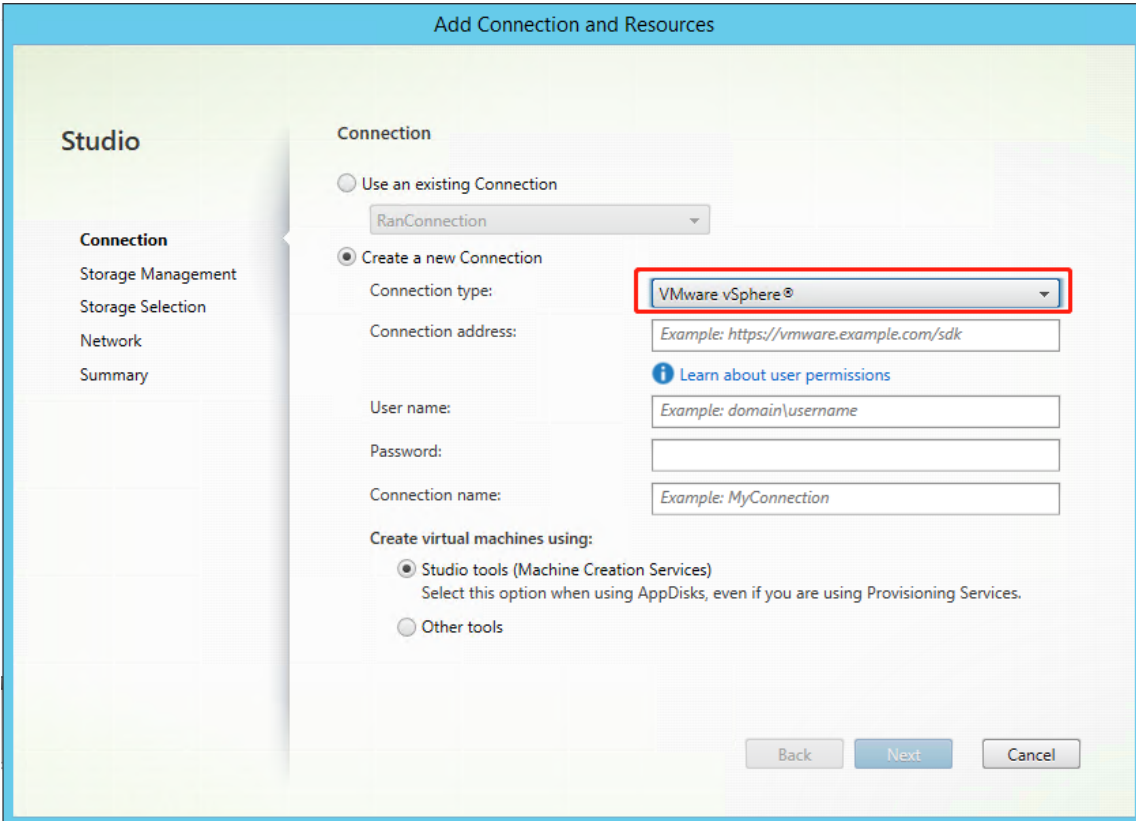 Add Connection and Resources
Studio
Connection
Storage Management
Storage Selection
Network
Summary
Connection
Use an existing Connection
RanConnection
Create a new Connection
Connection type:
VMware vSphere®
Connection address:
Example: https://vmware.example.com/sdk
Learn about user permissions
User name:
Example: domain\username
Password:
Connection name:
Example: MyConnection
Create virtual machines using:
Studio tools (Machine Creation Services)
Select this option when using AppDisks, even if you are using Provisioning Services.
Other tools
Back
Next
Cancel